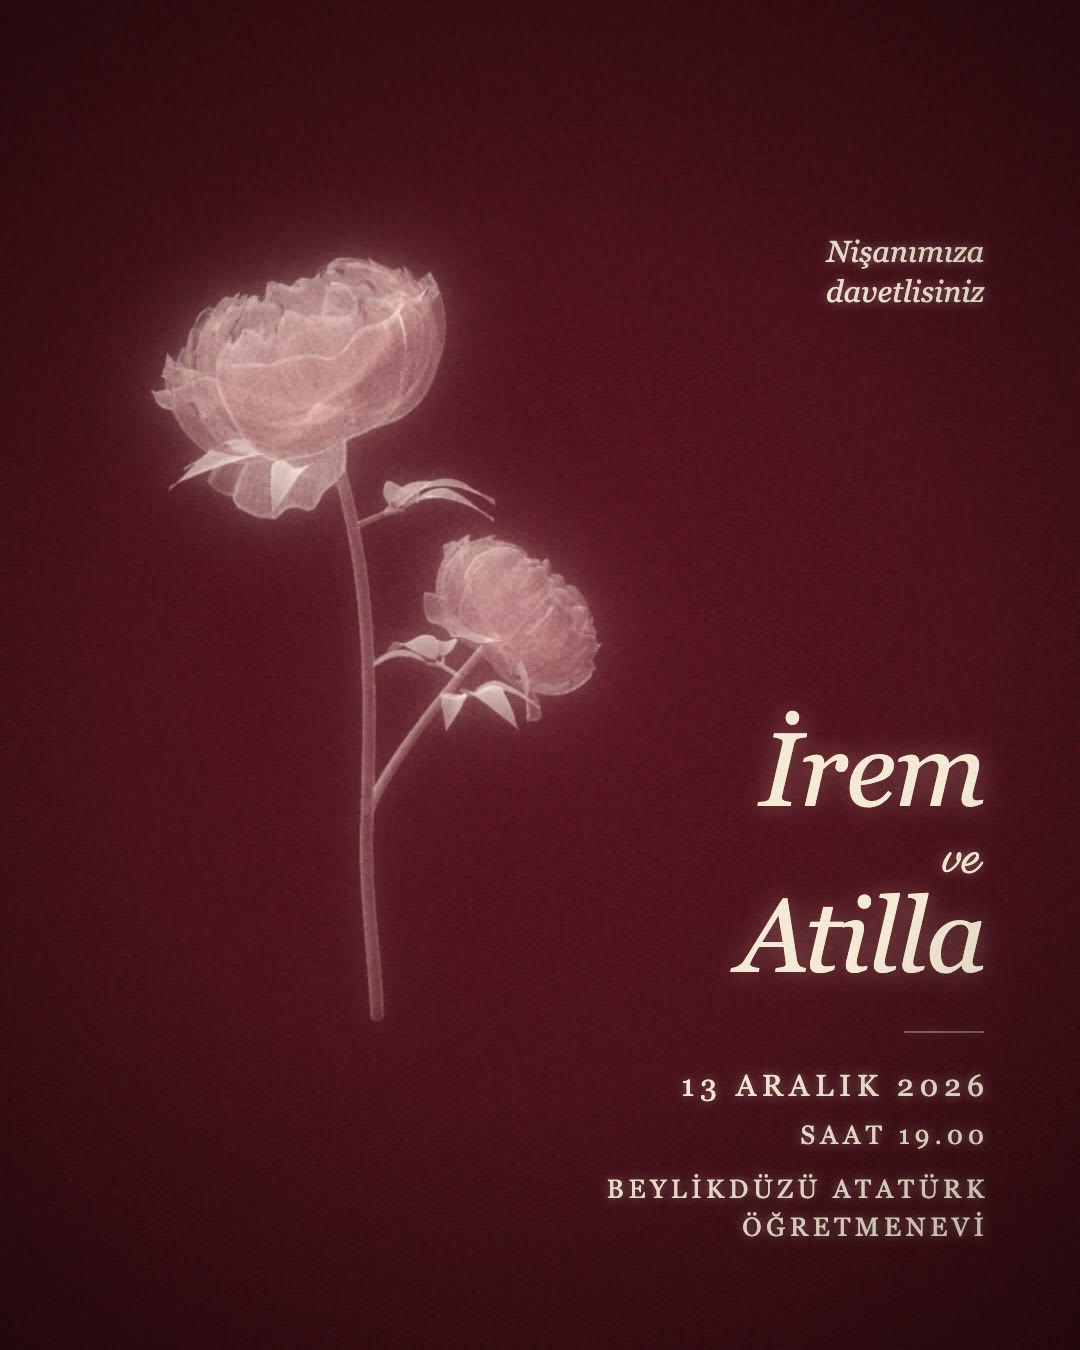 Nişanımıza
davetlisiniz
İrem
ve
Atilla
13 ARALIK 2026
SAAT 19.00
BEYLİKDÜZÜ ATATÜRK
ÖĞRETMENEVİ